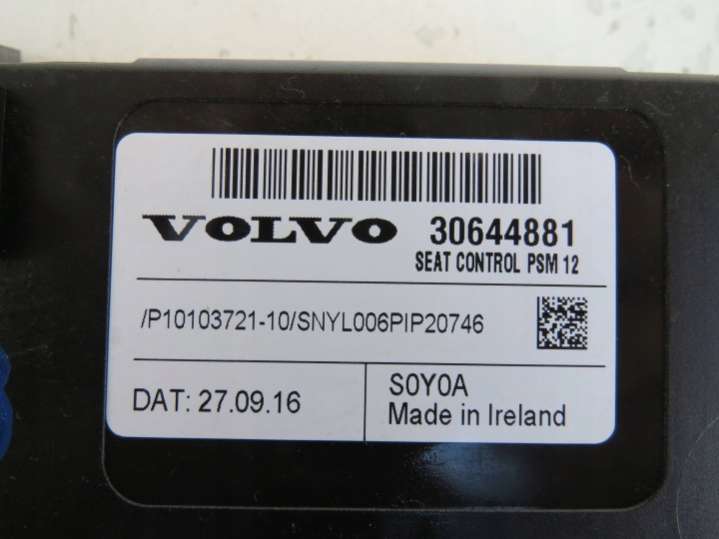 VOLVO 30644881
SEAT CONTROL PSM 12
/P10103721-10/SNYL006PIP20746
DAT: 27.09.16
S0Y0A
Made in Ireland